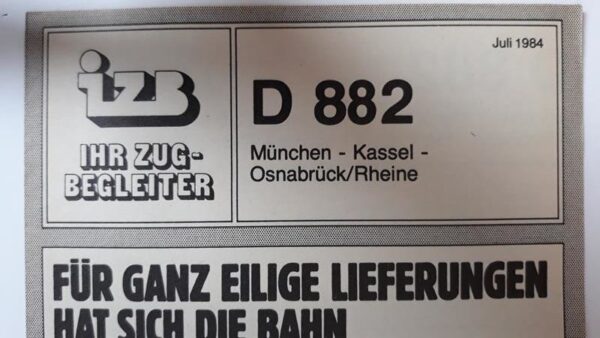 izB
IHR ZUG-
BEGLEITER
Juli 1984
D 882
München - Kassel -
Osnabrück/Rheine
FÜR GANZ EILIGE LIEFERUNGEN
HAT SICH DIE BAHN